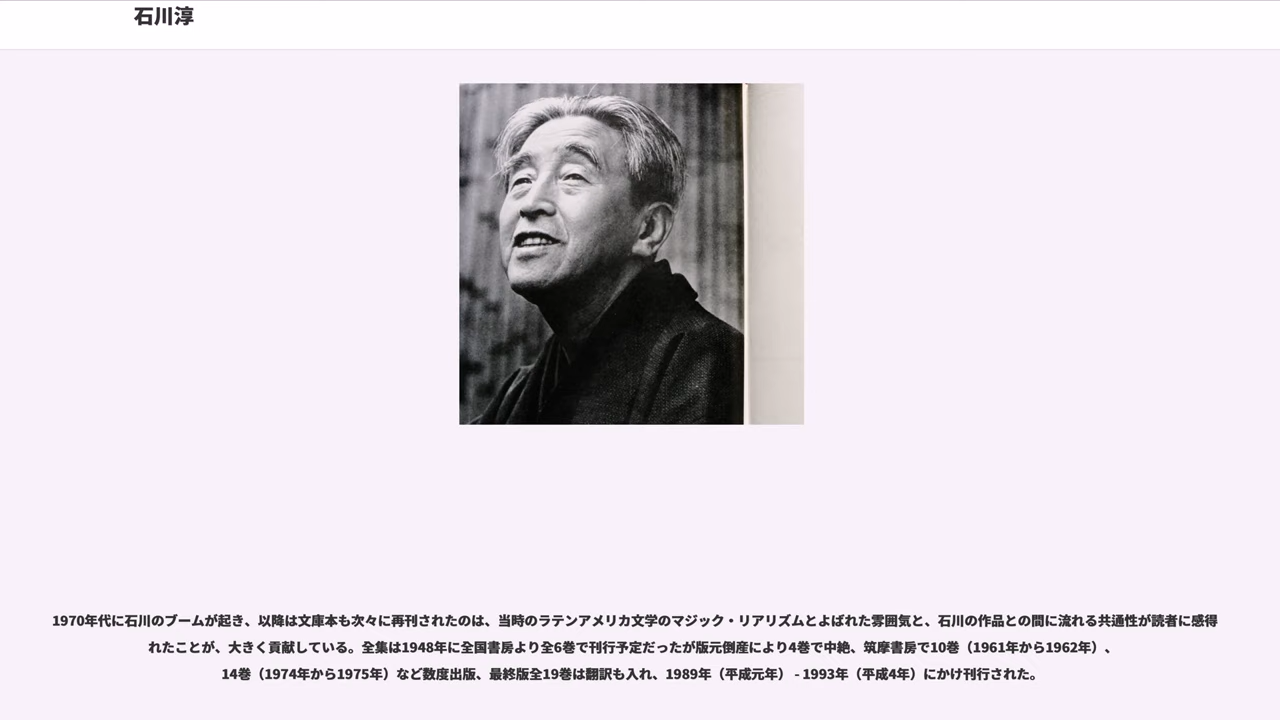 石川淳
1970年代に石川のブームが起き、以降は文庫本も次々に再刊されたのは、当時のラテンアメリカ文学のマジック・リアリズムとよばれた雰囲気と、石川の作品との間に流れる共通性が読者に感得
れたことが、大きく貢献している。全集は1948年に全国書房より全6巻で刊行予定だったが版元倒産により4巻で中絶、筑摩書房で10巻（1961年から1962年）、
14巻（1974年から1975年）など数度出版、最終版全19巻は翻訳も入れ、1989年（平成元年） - 1993年（平成4年）にかけ刊行された。